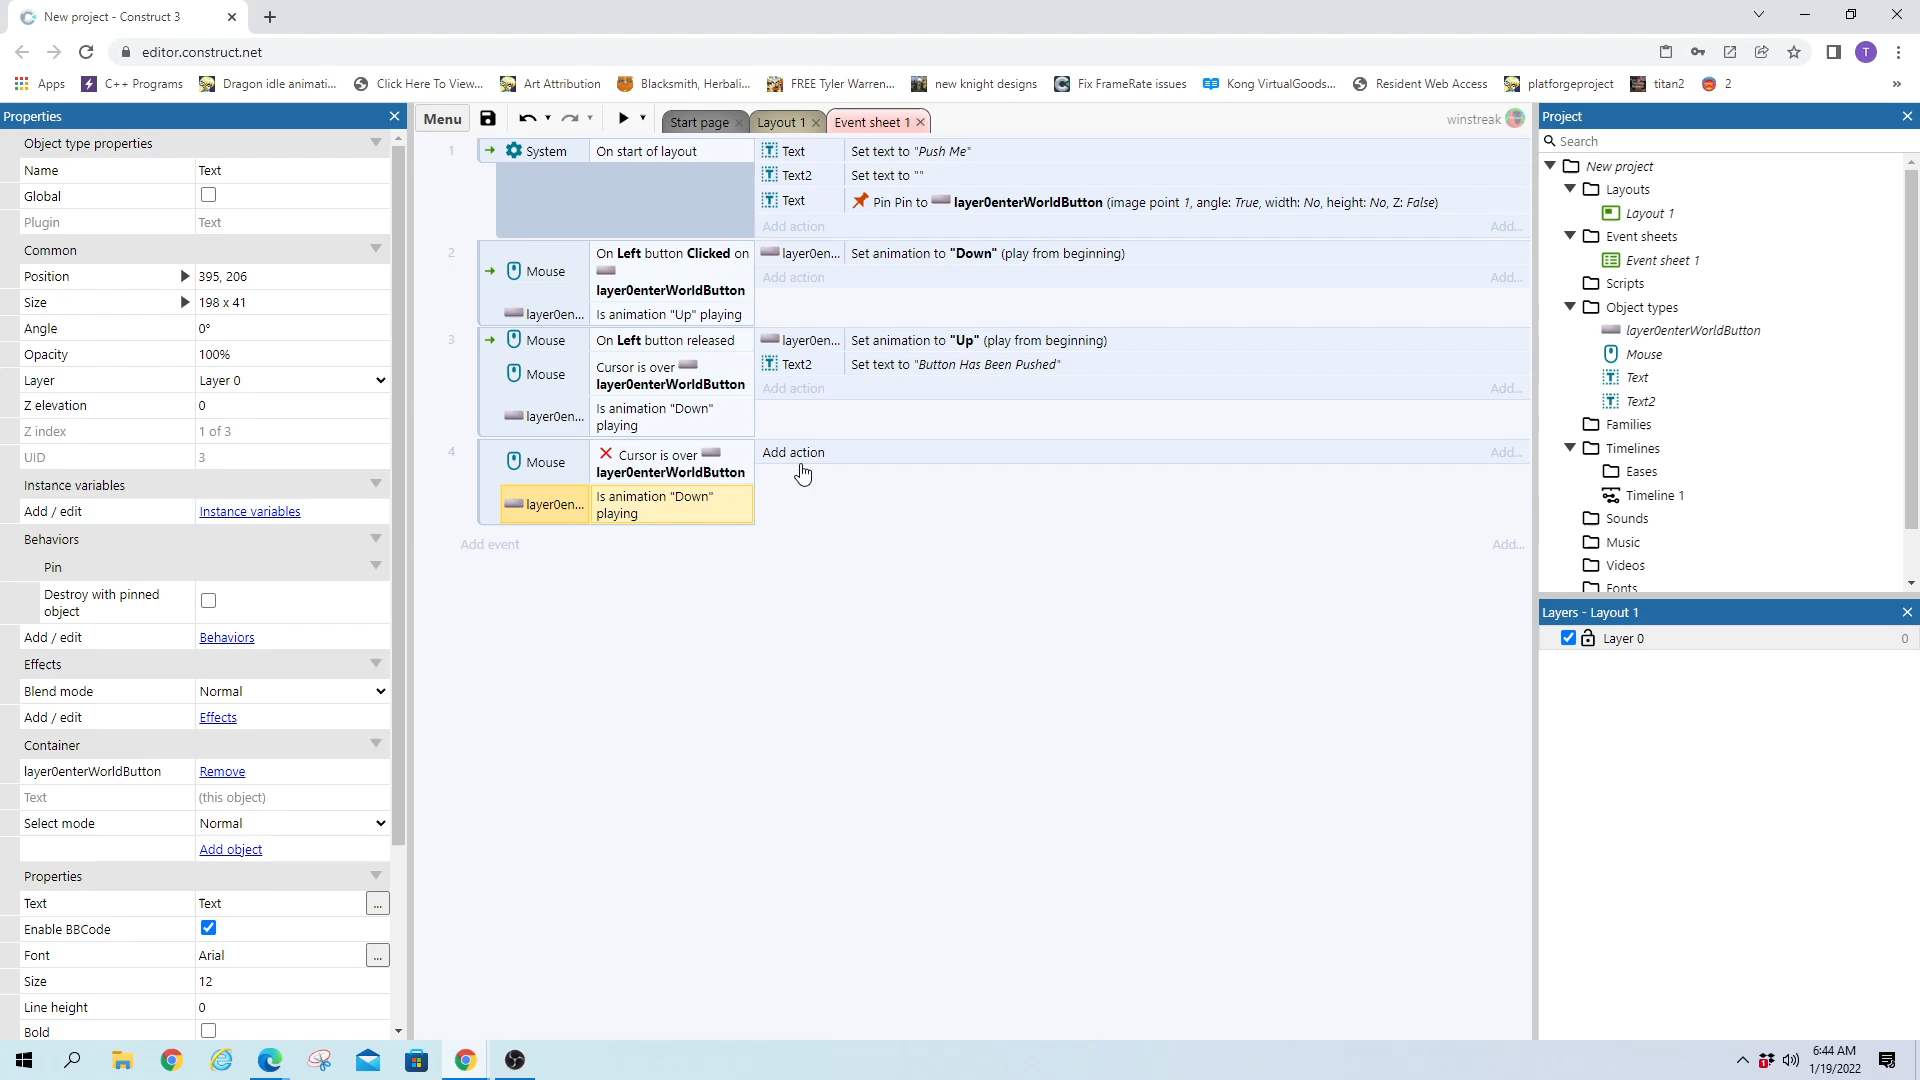 New project - Construct 3
editor.construct.net
T
Apps
C++ Programs
Dragon idle animati...
Click Here To View...
Art Attribution
Blacksmith, Herbali...
FREE Tyler Warren...
new knight designs
Fix FrameRate issues
Kong VirtualGoods...
Resident Web Access
platforgeproject
titan2
2
»
Properties
Object type properties
Name Text
Global
Plugin Text
Common
Position 395, 206
Size 198 x 41
Angle 0°
Opacity 100%
Layer Layer 0
Z elevation 0
Z index 1 of 3
UID 3
Instance variables
Add / edit Instance variables
Behaviors
Pin
Destroy with pinned
object
Add / edit Behaviors
Effects
Blend mode Normal
Add / edit Effects
Container
layer0enterWorldButton Remove
Text (this object)
Select mode Normal
Add object
Properties
Text Text ...
Enable BBCode
Font Arial ...
Size 12
Line height 0
Bold
Menu
Start page
Layout 1
Event sheet 1
winstreak
1 System On start of layout Text Set text to "Push Me"
Text2 Set text to ""
Text Pin Pin to layer0enterWorldButton (image point 1, angle: True, width: No, height: No, Z: False)
Add action Add...
2 Mouse On Left button Clicked on
layer0enterWorldButton
layer0en... Set animation to "Down" (play from beginning)
Add action Add...
layer0en... Is animation "Up" playing
3 Mouse On Left button released layer0en... Set animation to "Up" (play from beginning)
Mouse Cursor is over
layer0enterWorldButton
Text2 Set text to "Button Has Been Pushed"
Add action Add...
layer0en... Is animation "Down"
playing
4 Mouse Cursor is over
layer0enterWorldButton
Add action Add...
layer0en... Is animation "Down"
playing
Add event Add...
Project
Search
New project
Layouts
Layout 1
Event sheets
Event sheet 1
Scripts
Object types
layer0enterWorldButton
Mouse
Text
Text2
Families
Timelines
Eases
Timeline 1
Sounds
Music
Videos
Fonts
Layers - Layout 1
Layer 0 0
6:44 AM
1/19/2022